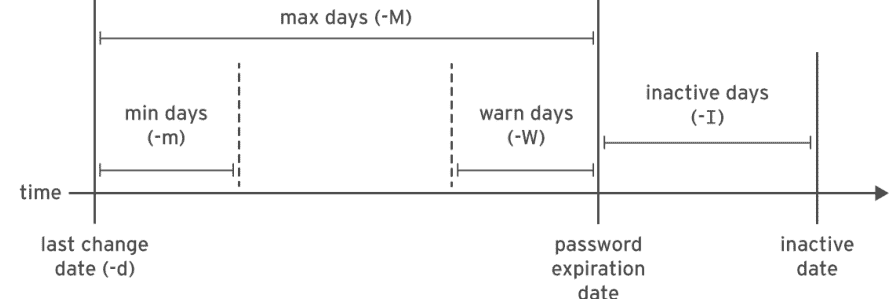 max days (-M)
min days
(-m)
warn days
(-W)
inactive days
(-I)
time
last change
date (-d)
password
expiration
date
inactive
date